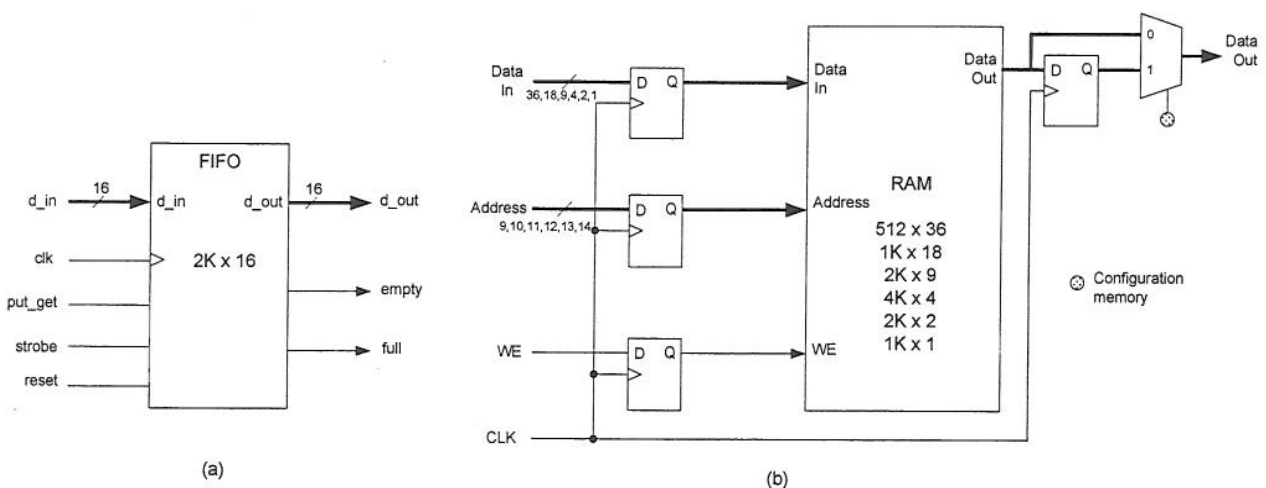 FIFO
d_in
16
d_in
d_out
16
d_out
clk
2K x 16
put_get
empty
strobe
full
reset
(a)
Data
In
36,18,9,4,2,1
D Q
Data
In
Data
Out
D Q
0
1
Data
Out
RAM
Address
9,10,11,12,13,14
D Q
Address
512 x 36
1K x 18
2K x 9
4K x 4
2K x 2
1K x 1
Configuration
memory
WE
D Q
WE
CLK
(b)